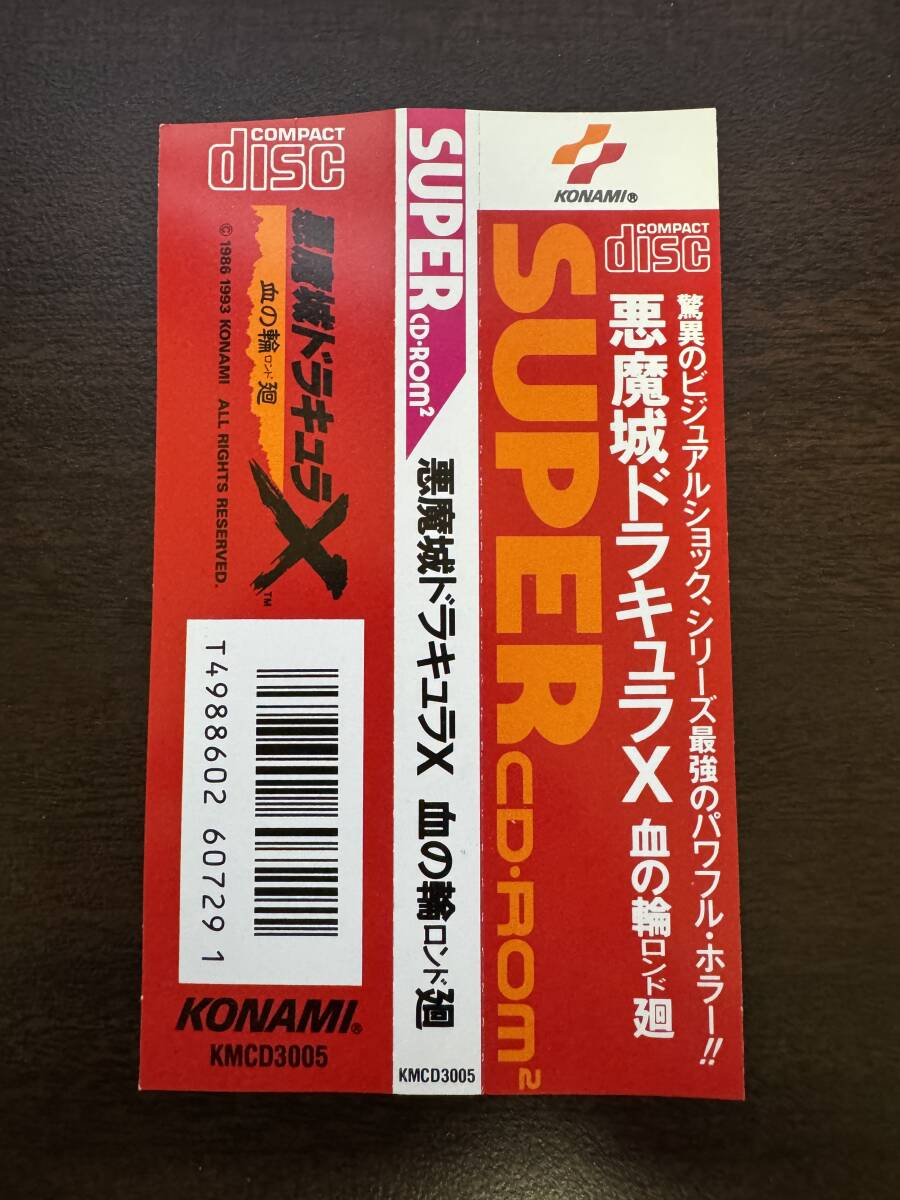 KONAMI®
COMPACT
disc
驚異のビジュアルショック、シリーズ最強のパワフル・ホラー!!
悪魔城ドラキュラX 血の輪ロンド廻
SUPER CD・ROM²
SUPER CD・ROM²
悪魔城ドラキュラX 血の輪ロンド廻
KMCD3005
COMPACT
disc
悪魔城ドラキュラX™
血の輪ロンド廻
© 1986 1993 KONAMI ALL RIGHTS RESERVED.
T4988602 607291
KONAMI®
KMCD3005